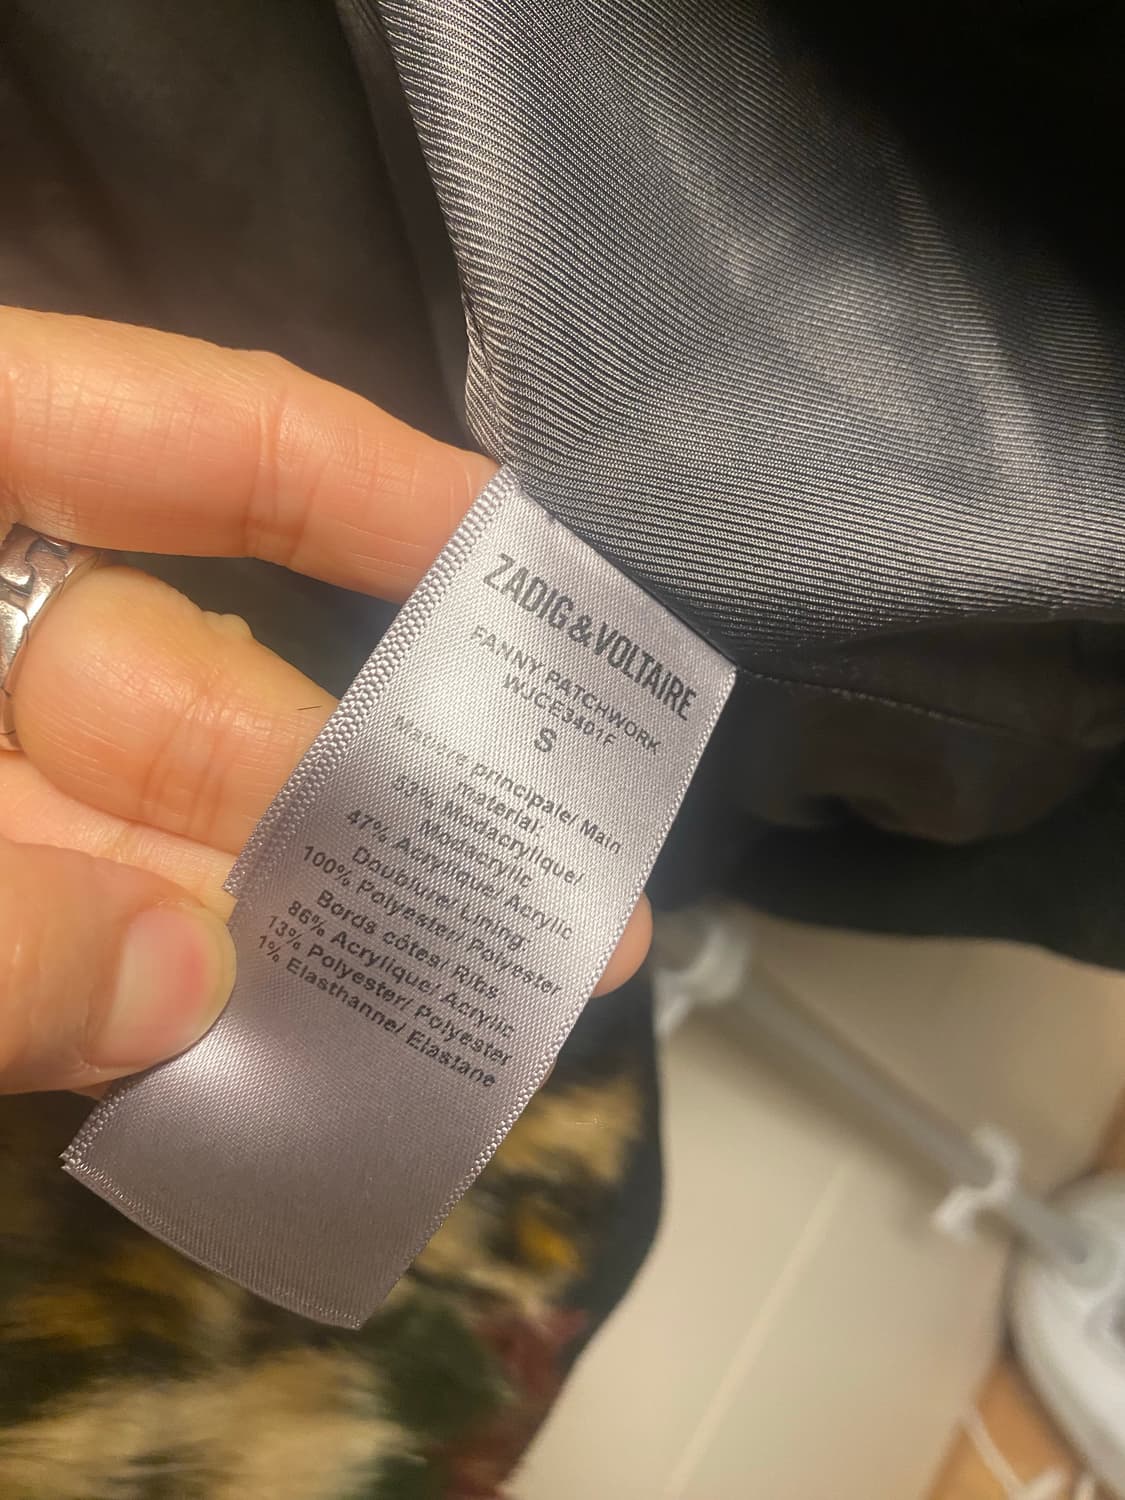 ZADIG&VOLTAIRE
FANNY PATCHWORK
WJCE3401F
S
principale/ Main
material:
53% Modacrylique/
Modacrylic
47% Acrylique/ Acrylic
Doublure/ Lining:
100% Polyester/ Polyester
Bords côtes/ Ribs
86% Acrylique/ Acrylic
13% Polyester/ Polyester
1% Elasthanne/ Elastane